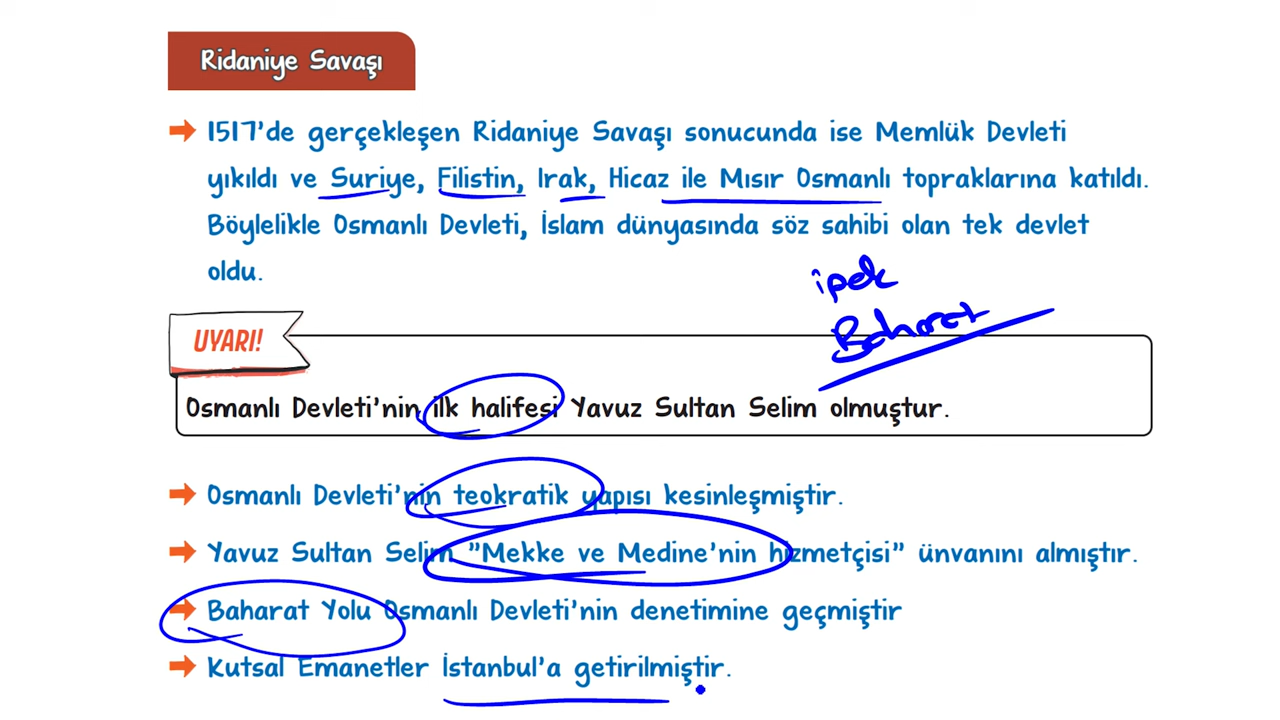 Ridaniye Savaşı
1517'de gerçekleşen Ridaniye Savaşı sonucunda ise Memlük Devleti
yıkıldı ve Suriye, Filistin, Irak, Hicaz ile Mısır Osmanlı topraklarına katıldı.
Böylelikle Osmanlı Devleti, İslam dünyasında söz sahibi olan tek devlet
oldu.
ipek
Baharat
UYARI!
Osmanlı Devleti'nin ilk halifesi Yavuz Sultan Selim olmuştur.
Osmanlı Devleti'nin teokratik yapısı kesinleşmiştir.
Yavuz Sultan Selim "Mekke ve Medine'nin hizmetçisi" ünvanını almıştır.
Baharat Yolu Osmanlı Devleti'nin denetimine geçmiştir
Kutsal Emanetler İstanbul'a getirilmiştir.